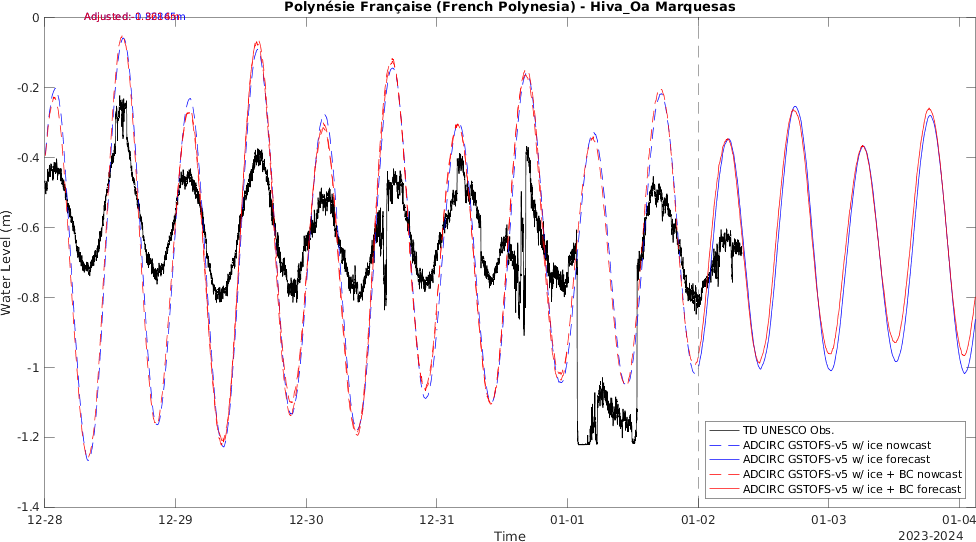 Polynésie Française (French Polynesia) - Hiva_Oa Marquesas
Adjusted:
0
-0.2
-0.4
-0.6
-0.8
-1
-1.2
-1.4
Water Level (m)
12-28
12-29
12-30
12-31
01-01
01-02
01-03
01-04
Time
2023-2024
TD UNESCO Obs.
ADCIRC GSTOFS-v5 w/ ice nowcast
ADCIRC GSTOFS-v5 w/ ice forecast
ADCIRC GSTOFS-v5 w/ ice + BC nowcast
ADCIRC GSTOFS-v5 w/ ice + BC forecast